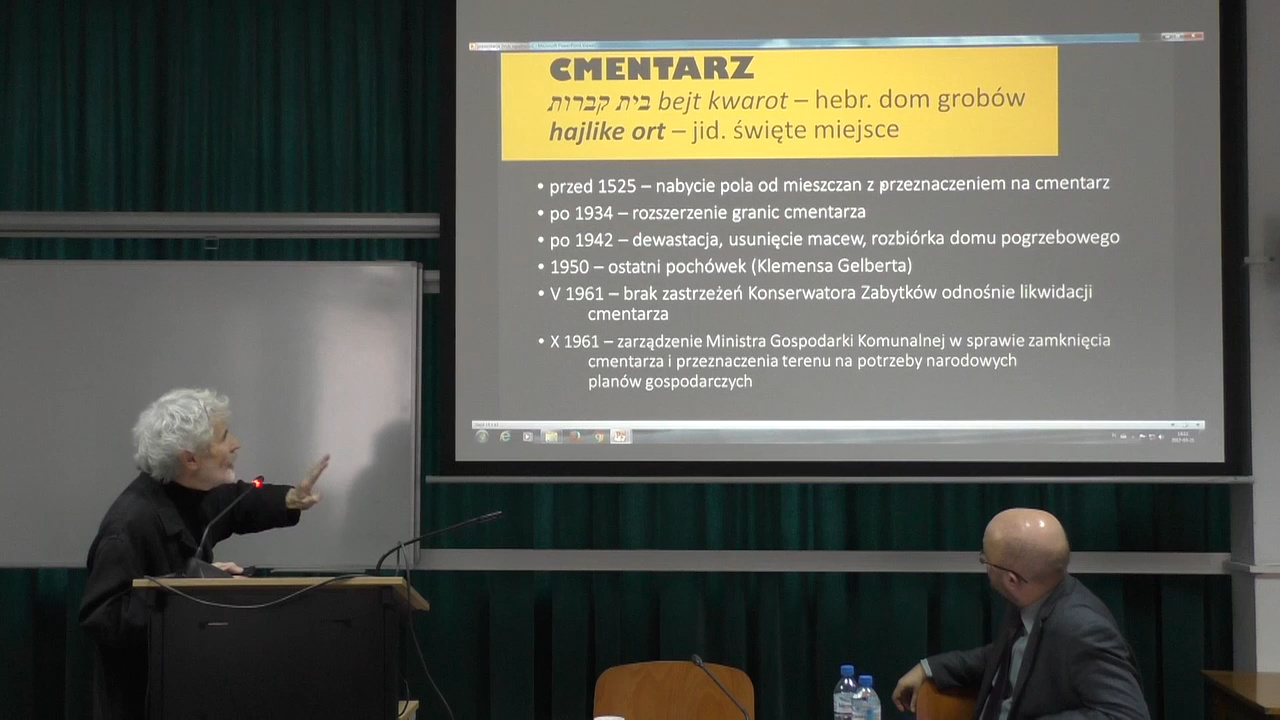 CMENTARZ
בית קברות bejt kwarot – hebr. dom grobów
hajlike ort – jid. święte miejsce
• przed 1525 – nabycie pola od mieszczan z przeznaczeniem na cmentarz
• po 1934 – rozszerzenie granic cmentarza
• po 1942 – dewastacja, usunięcie macew, rozbiórka domu pogrzebowego
• 1950 – ostatni pochówek (Klemensa Gelberta)
• V 1961 – brak zastrzeżeń Konserwatora Zabytków odnośnie likwidacji
cmentarza
• X 1961 – zarządzenie Ministra Gospodarki Komunalnej w sprawie zamknięcia
cmentarza i przeznaczenia terenu na potrzeby narodowych
planów gospodarczych